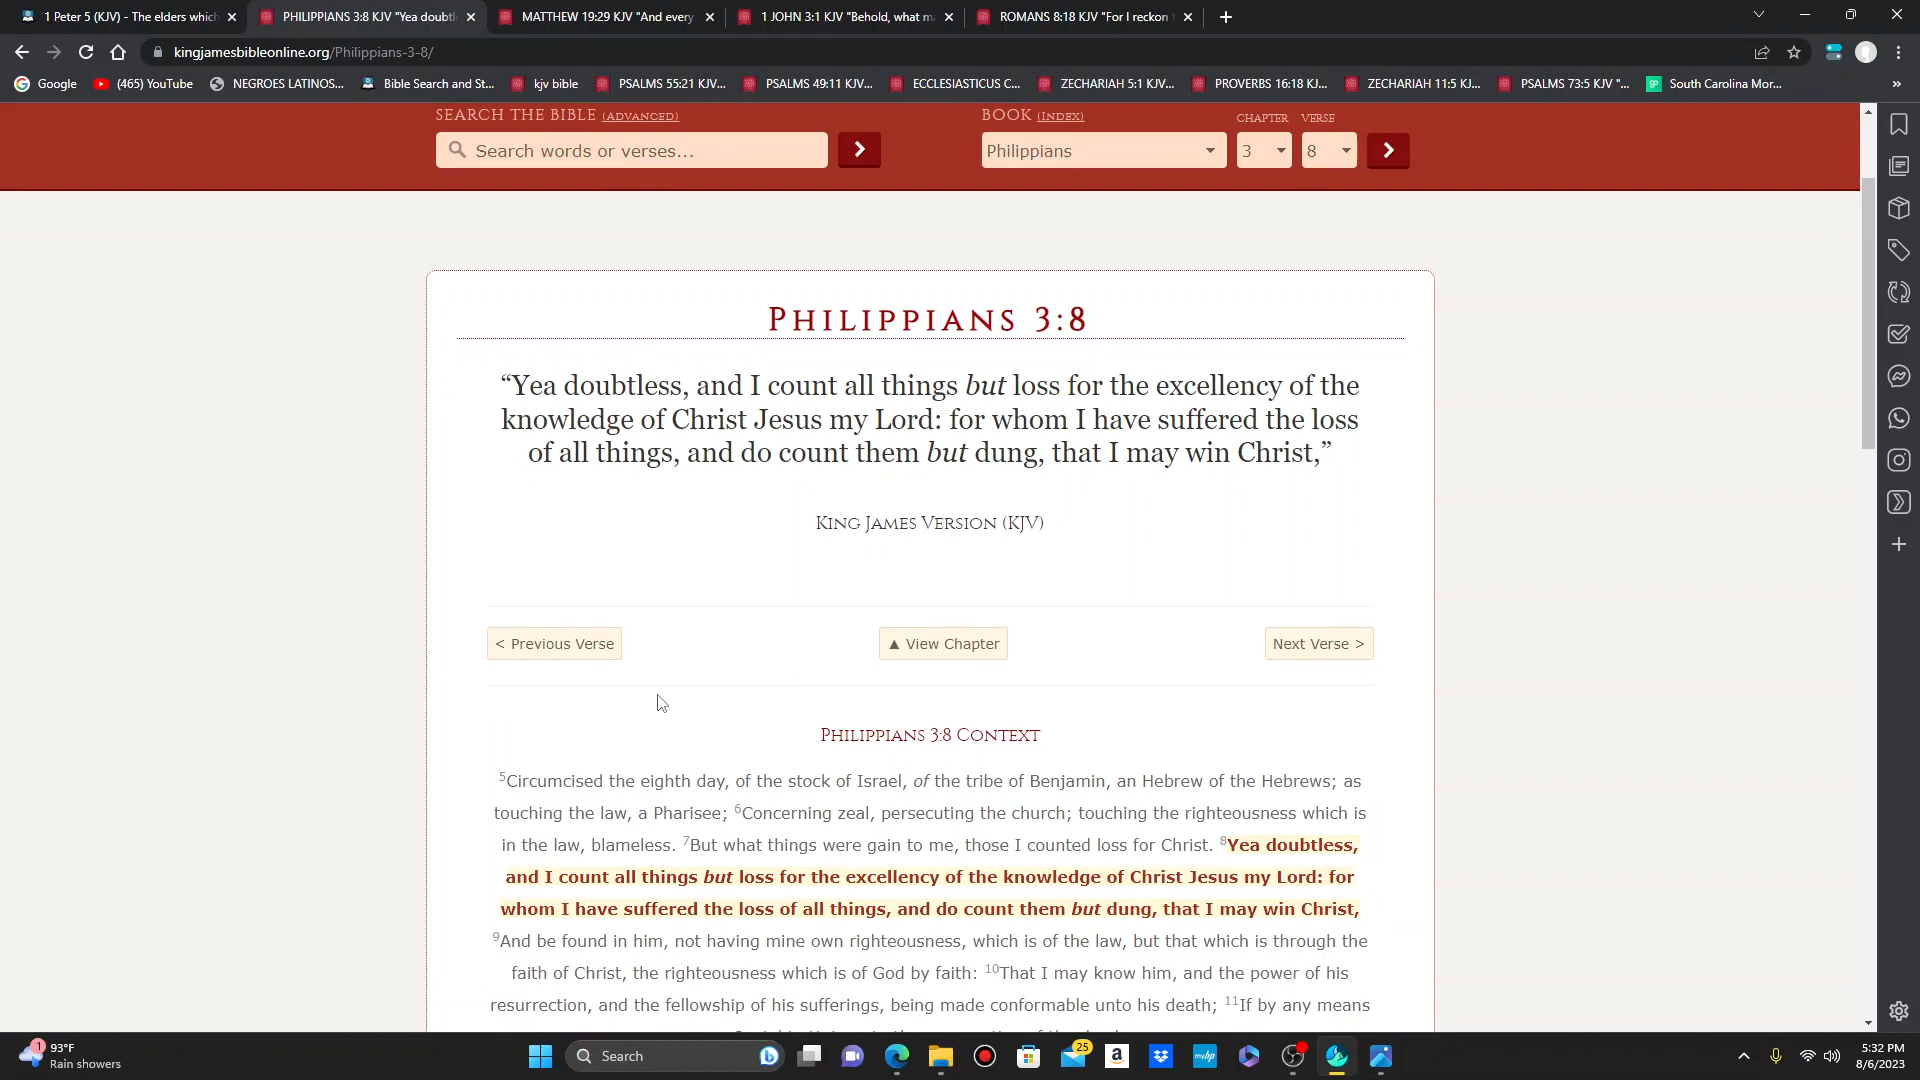 1 Peter 5 (KJV) - The elders which
PHILIPPIANS 3:8 KJV "Yea doubtl
MATTHEW 19:29 KJV "And every
1 JOHN 3:1 KJV "Behold, what m
ROMANS 8:18 KJV "For I reckon
kingjamesbibleonline.org/Philippians-3-8/
Google
(465) YouTube
NEGROES LATINOS...
Bible Search and St...
kjv bible
PSALMS 55:21 KJV...
PSALMS 49:11 KJV...
ECCLESIASTICUS C...
ZECHARIAH 5:1 KJV...
PROVERBS 16:18 KJ...
ZECHARIAH 11:5 KJ...
PSALMS 73:5 KJV "...
South Carolina Mor...
SEARCH THE BIBLE (ADVANCED)
BOOK (INDEX)
CHAPTER VERSE
Search words or verses...
Philippians
3
8
PHILIPPIANS 3:8
“Yea doubtless, and I count all things but loss for the excellency of the
knowledge of Christ Jesus my Lord: for whom I have suffered the loss
of all things, and do count them but dung, that I may win Christ,”
KING JAMES VERSION (KJV)
< Previous Verse
▲ View Chapter
Next Verse >
PHILIPPIANS 3:8 CONTEXT
5Circumcised the eighth day, of the stock of Israel, of the tribe of Benjamin, an Hebrew of the Hebrews; as
touching the law, a Pharisee; 6Concerning zeal, persecuting the church; touching the righteousness which is
in the law, blameless. 7But what things were gain to me, those I counted loss for Christ. 8Yea doubtless,
and I count all things but loss for the excellency of the knowledge of Christ Jesus my Lord: for
whom I have suffered the loss of all things, and do count them but dung, that I may win Christ,
9And be found in him, not having mine own righteousness, which is of the law, but that which is through the
faith of Christ, the righteousness which is of God by faith: 10That I may know him, and the power of his
resurrection, and the fellowship of his sufferings, being made conformable unto his death; 11If by any means
1
93°F
Rain showers
Search
25
a
myhp
5:32 PM
8/6/2023